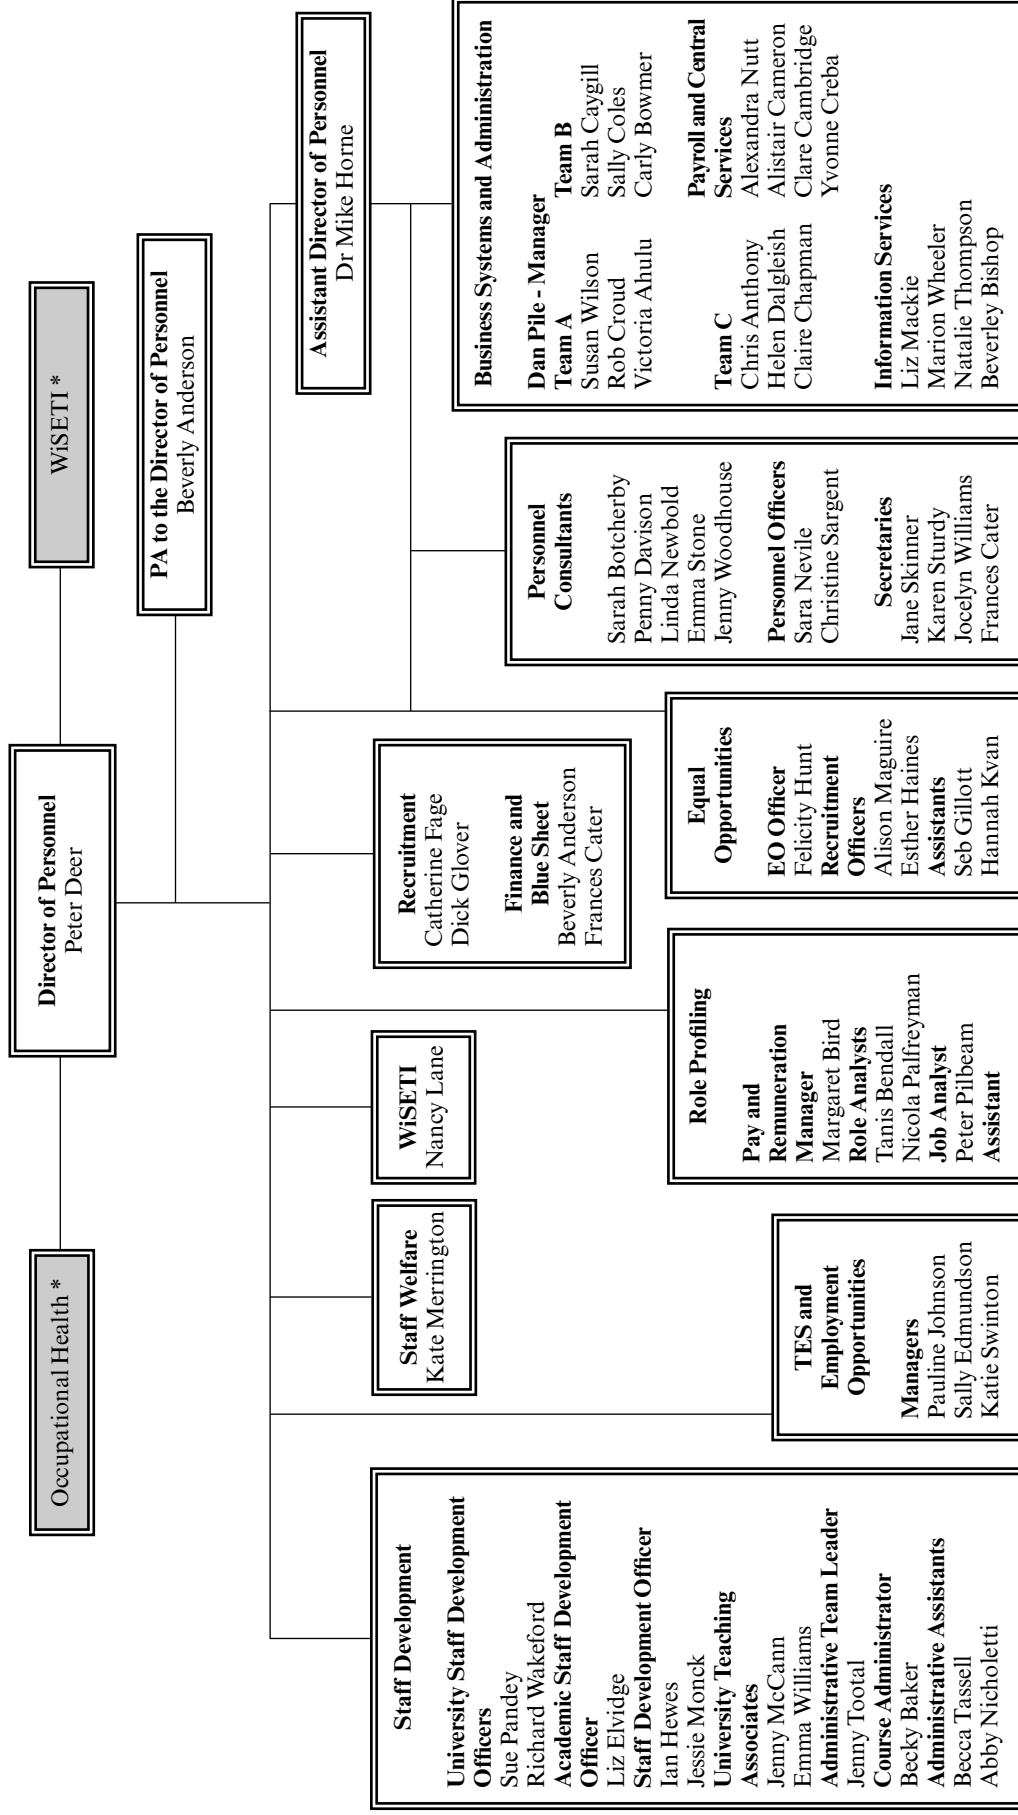 Director of Personnel
Peter Deer
Occupational Health *
WiSETI *
PA to the Director of Personnel
Beverly Anderson
Assistant Director of Personnel
Dr Mike Horne
Staff Development
University Staff Development
Officers
Sue Pandey
Richard Wakeford
Academic Staff Development
Officer
Liz Elvidge
Staff Development Officer
Ian Hewes
Jessie Monck
University Teaching
Associates
Jenny McCann
Emma Williams
Administrative Team Leader
Jenny Tootal
Course Administrator
Becky Baker
Administrative Assistants
Becca Tassell
Abby Nicholetti
TES and
Employment
Opportunities
Managers
Pauline Johnson
Sally Edmundson
Katie Swinton
Staff Welfare
Kate Merrington
WiSETI
Nancy Lane
Role Profiling
Pay and
Remuneration
Manager
Margaret Bird
Role Analysts
Tanis Bendall
Nicola Palfreyman
Job Analyst
Peter Pilbeam
Assistant
Recruitment
Catherine Fage
Dick Glover
Finance and
Blue Sheet
Beverly Anderson
Frances Cater
Equal
Opportunities
EO Officer
Felicity Hunt
Recruitment
Officers
Alison Maguire
Esther Haines
Assistants
Seb Gillott
Hannah Kvan
Personnel
Consultants
Sarah Botcherby
Penny Davison
Linda Newbold
Emma Stone
Jenny Woodhouse
Personnel Officers
Sara Nevile
Christine Sargent
Secretaries
Jane Skinner
Karen Sturdy
Jocelyn Williams
Frances Cater
Business Systems and Administration
Dan Pile - Manager
Team A
Susan Wilson
Rob Croud
Victoria Ahulu
Team B
Sarah Caygill
Sally Coles
Carly Bowmer
Team C
Chris Anthony
Helen Dalgleish
Claire Chapman
Payroll and Central
Services
Alexandra Nutt
Alistair Cameron
Clare Cambridge
Yvonne Creba
Information Services
Liz Mackie
Marion Wheeler
Natalie Thompson
Beverley Bishop